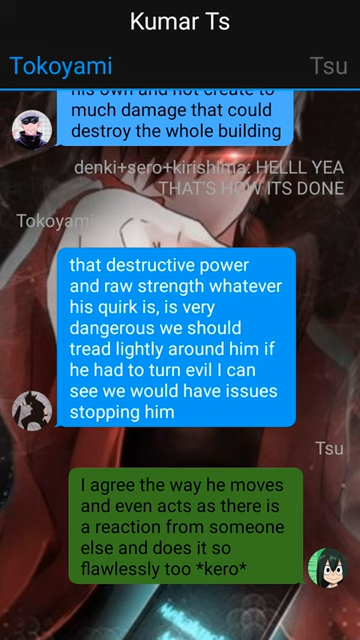 Kumar Ts
Tokoyami
Tsu
his own and not create to
much damage that could
destroy the whole building
denki+sero+kirishima: HELLL YEA
THAT'S HOW ITS DONE
Tokoyami
that destructive power
and raw strength whatever
his quirk is, is very
dangerous we should
tread lightly around him if
he had to turn evil I can
see we would have issues
stopping him
Tsu
I agree the way he moves
and even acts as there is
a reaction from someone
else and does it so
flawlessly too *kero*